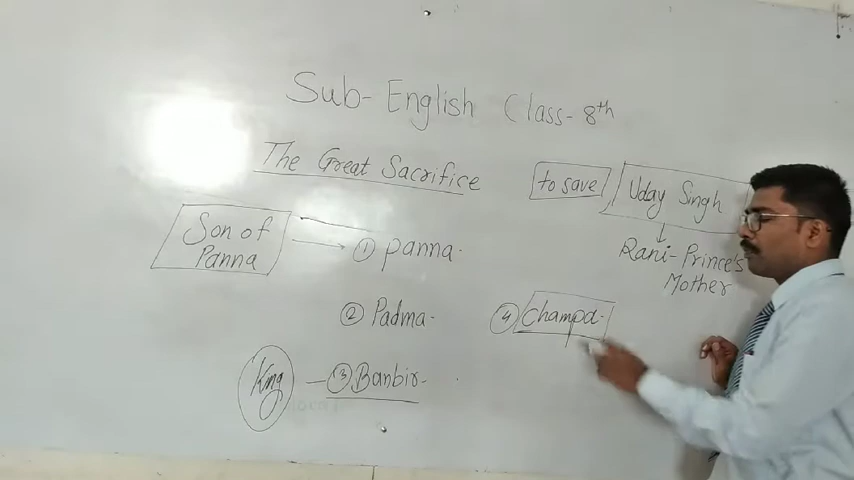 Sub- English Class- 8th
The Great Sacrifice
to save Uday Singh
Rani- Prince's
Mother
Son of
Panna
① panna.
② Padma.
④ Champa.
King - ③ Banbir-